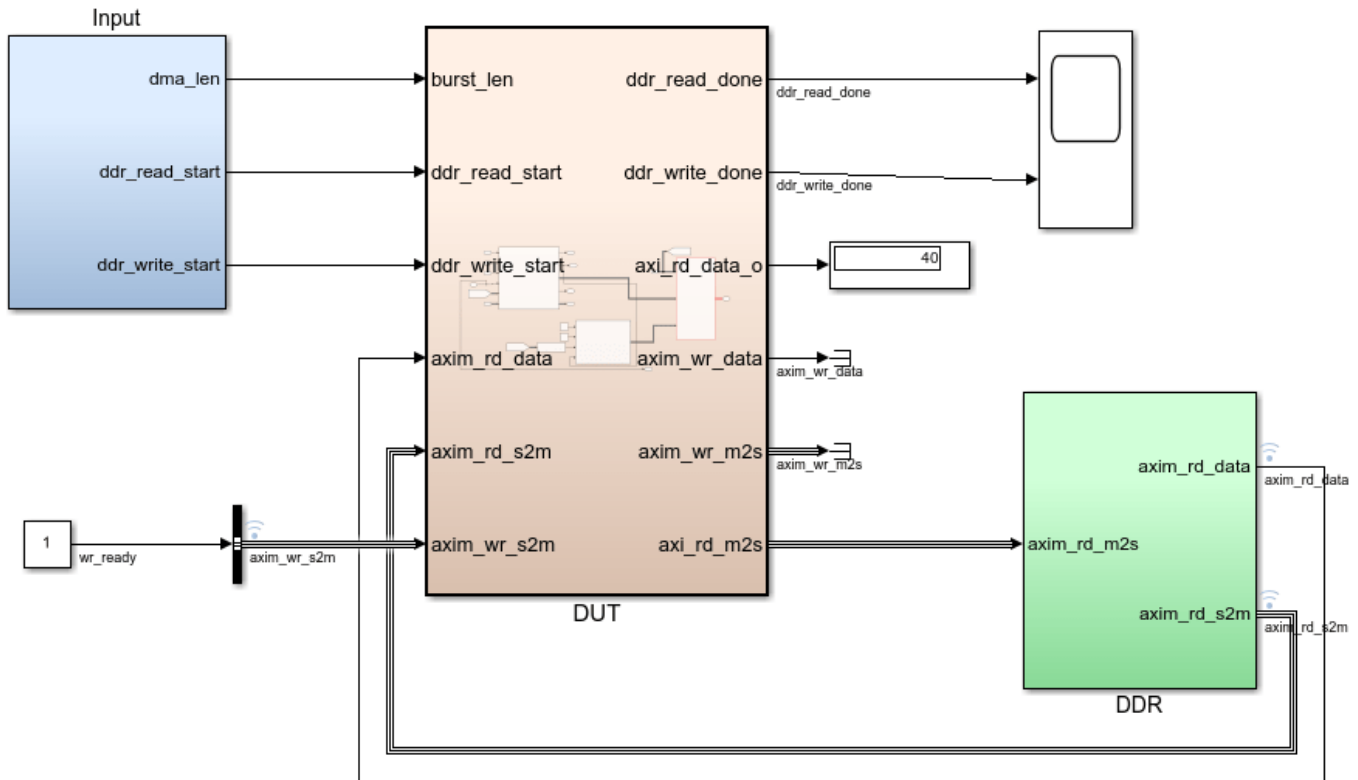 Input
dma_len
ddr_read_start
ddr_write_start
burst_len
ddr_read_start
ddr_write_start
axim_rd_data
axim_rd_s2m
axim_wr_s2m
ddr_read_done
ddr_write_done
axi_rd_data_o
axim_wr_data
axim_wr_m2s
axi_rd_m2s
DUT
ddr_read_done
ddr_write_done
40
axim_wr_data
axim_wr_m2s
1
wr_ready
axim_wr_s2m
axim_rd_m2s
axim_rd_data
axim_rd_s2m
DDR
axim_rd_data
axim_rd_s2m